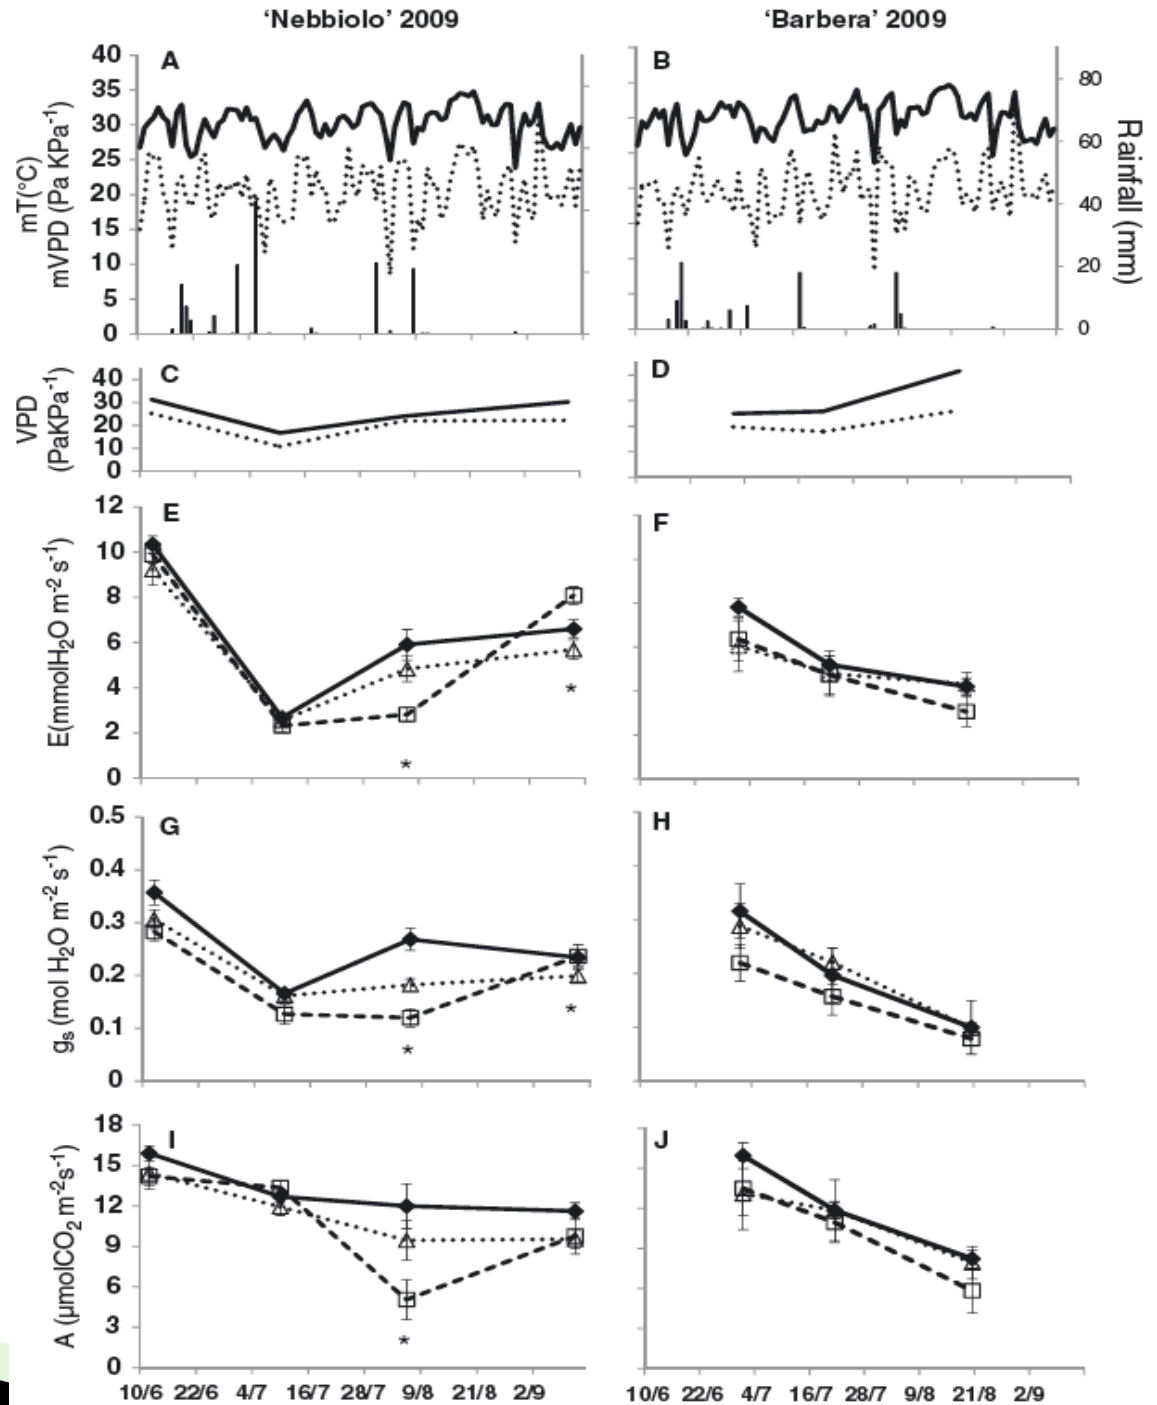 ‘Nebbiolo’ 2009
‘Barbera’ 2009
mT(°C)
mVPD (Pa KPa⁻¹)
40
35
30
25
20
15
10
5
0
A
B
80
60
40
20
0
Rainfall (mm)
VPD
(PaKPa⁻¹)
40
30
20
10
0
C
D
E(mmolH₂O m⁻² s⁻¹)
12
10
8
6
4
2
0
E
*
*
F
gₛ (mol H₂O m⁻² s⁻¹)
0.5
0.4
0.3
0.2
0.1
0
G
*
*
H
A (µmolCO₂ m⁻²s⁻¹)
18
15
12
9
6
3
0
I
*
J
10/6 22/6 4/7 16/7 28/7 9/8 21/8 2/9
10/6 22/6 4/7 16/7 28/7 9/8 21/8 2/9